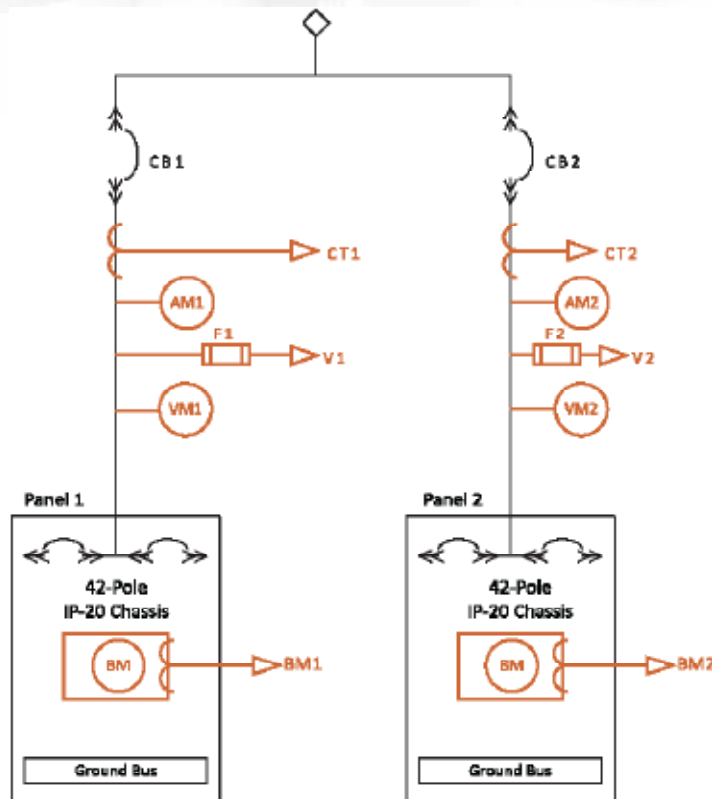 CB1
CB2
CT1
CT2
AM1
AM2
F1
F2
V1
V2
VM1
VM2
Panel 1
Panel 2
42-Pole
IP-20 Chassis
42-Pole
IP-20 Chassis
BM
BM1
BM
BM2
Ground Bus
Ground Bus